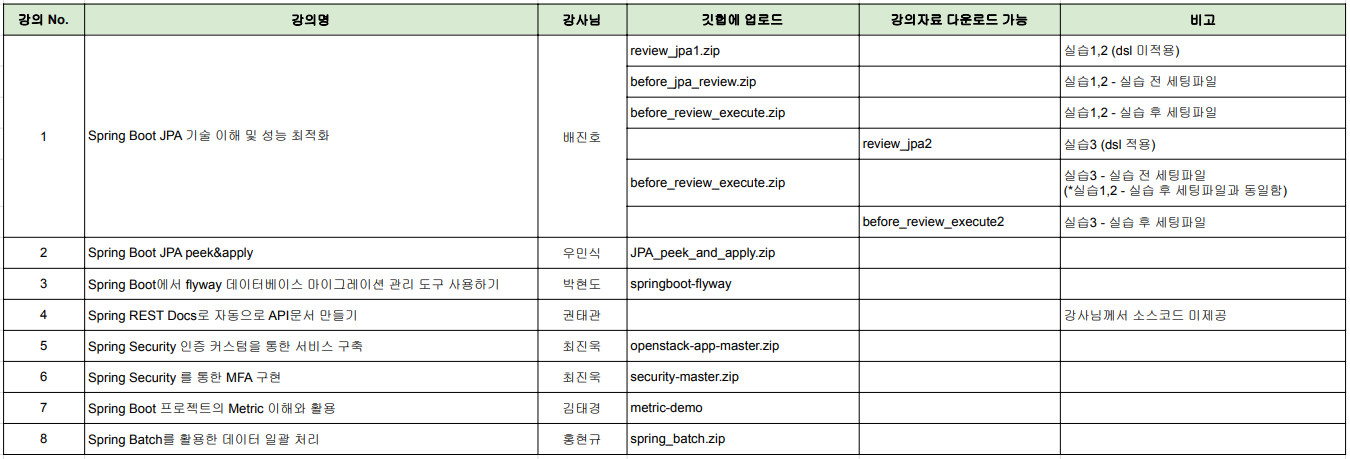 강의 No. 강의명 강사님 깃헙에 업로드 강의자료 다운로드 가능 비고
review_jpa1.zip 실습1,2 (dsl 미적용)
before_jpa_review.zip 실습1,2 - 실습 전 세팅파일
before_review_execute.zip 실습1,2 - 실습 후 세팅파일
1 Spring Boot JPA 기술 이해 및 성능 최적화 배진호
review_jpa2 실습3 (dsl 적용)
before_review_execute.zip 실습3 - 실습 전 세팅파일
(*실습1,2 - 실습 후 세팅파일과 동일함)
before_review_execute2 실습3 - 실습 후 세팅파일
2 Spring Boot JPA peek&apply 우민식 JPA_peek_and_apply.zip
3 Spring Boot에서 flyway 데이터베이스 마이그레이션 관리 도구 사용하기 박현도 springboot-flyway
4 Spring REST Docs로 자동으로 API문서 만들기 권태관 강사님께서 소스코드 미제공
5 Spring Security 인증 커스텀을 통한 서비스 구축 최진욱 openstack-app-master.zip
6 Spring Security 를 통한 MFA 구현 최진욱 security-master.zip
7 Spring Boot 프로젝트의 Metric 이해와 활용 김태경 metric-demo
8 Spring Batch를 활용한 데이터 일괄 처리 홍현규 spring_batch.zip